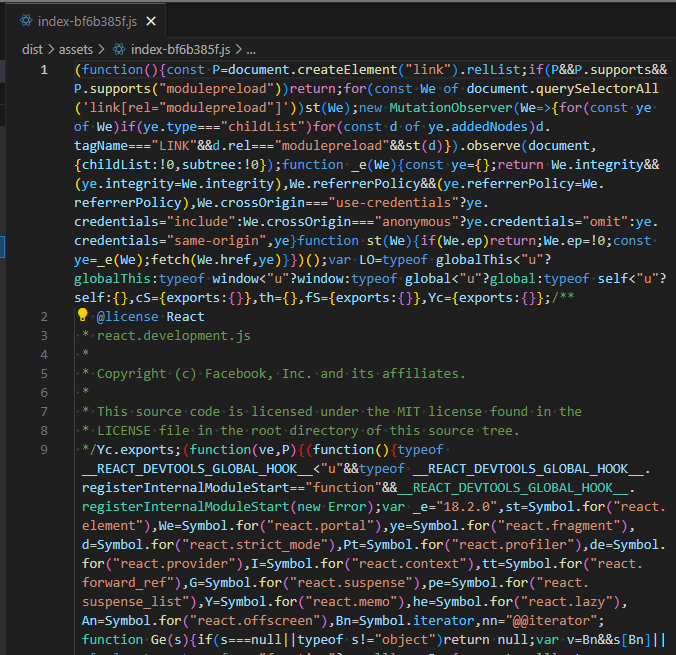 index-bf6b385f.js ×
dist > assets > index-bf6b385f.js > ...
1 (function(){const P=document.createElement("link").relList;if(P&&P.supports&&
P.supports("modulepreload"))return;for(const We of document.querySelectorAll
('link[rel="modulepreload"]'))st(We);new MutationObserver(We=>{for(const ye
of We)if(ye.type==="childList")for(const d of ye.addedNodes)d.
tagName==="LINK"&&d.rel==="modulepreload"&&st(d)}).observe(document,
{childList:!0,subtree:!0});function _e(We){const ye={};return We.integrity&&
(ye.integrity=We.integrity),We.referrerPolicy&&(ye.referrerPolicy=We.
referrerPolicy),We.crossOrigin==="use-credentials"?ye.
credentials="include":We.crossOrigin==="anonymous"?ye.credentials="omit":ye.
credentials="same-origin",ye}function st(We){if(We.ep)return;We.ep=!0;const
ye=_e(We);fetch(We.href,ye)}})();var LO=typeof globalThis<"u"?
globalThis:typeof window<"u"?window:typeof global<"u"?global:typeof self<"u"?
self:{},cS={exports:{}},th={},fS={exports:{}},Yc={exports:{}};/**
2 @license React
3 * react.development.js
4 *
5 * Copyright (c) Facebook, Inc. and its affiliates.
6 *
7 * This source code is licensed under the MIT license found in the
8 * LICENSE file in the root directory of this source tree.
9 */Yc.exports;(function(ve,P){(function(){typeof
__REACT_DEVTOOLS_GLOBAL_HOOK__<"u"&&typeof __REACT_DEVTOOLS_GLOBAL_HOOK__.
registerInternalModuleStart=="function"&&__REACT_DEVTOOLS_GLOBAL_HOOK__.
registerInternalModuleStart(new Error);var _e="18.2.0",st=Symbol.for("react.
element"),We=Symbol.for("react.portal"),ye=Symbol.for("react.fragment"),
d=Symbol.for("react.strict_mode"),Pt=Symbol.for("react.profiler"),de=Symbol.
for("react.provider"),I=Symbol.for("react.context"),tt=Symbol.for("react.
forward_ref"),G=Symbol.for("react.suspense"),pe=Symbol.for("react.
suspense_list"),Y=Symbol.for("react.memo"),he=Symbol.for("react.lazy"),
An=Symbol.for("react.offscreen"),Bn=Symbol.iterator,nn="@@iterator";
function Ge(s){if(s===null||typeof s!="object")return null;var v=Bn&&s[Bn]||